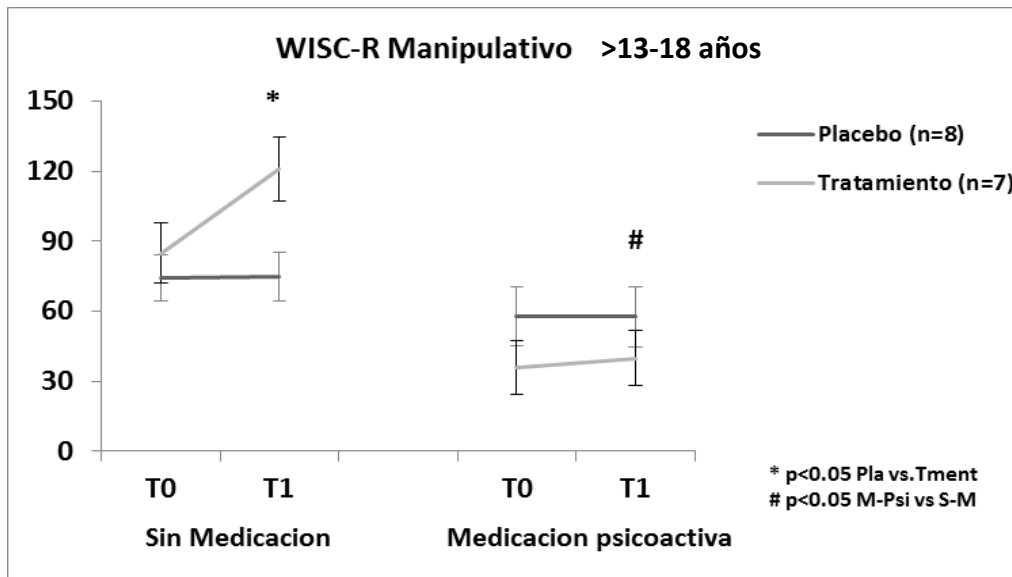 WISC-R Manipulativo >13-18 años
150
120
90
60
30
0
*
#
Placebo (n=8)
Tratamiento (n=7)
T0 T1 T0 T1
Sin Medicacion Medicacion psicoactiva
* p<0.05 Pla vs.Tment
# p<0.05 M-Psi vs S-M